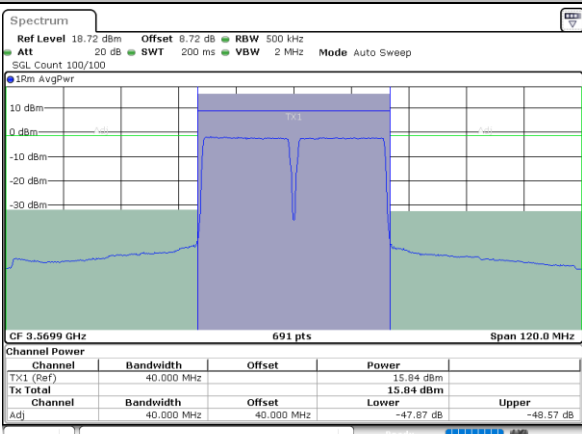 Spectrum
Ref Level 18.72 dBm Offset 8.72 dB RBW 500 kHz
Att 20 dB SWT 200 ms VBW 2 MHz Mode Auto Sweep
SGL Count 100/100
1Rm AvgPwr
10 dBm
TX1
0 dBm
Adj Adj
-10 dBm
-20 dBm
-30 dBm
CF 3.5699 GHz 691 pts Span 120.0 MHz
Channel Power
Channel Bandwidth Offset Power
TX1 (Ref) 40.000 MHz 15.84 dBm
Tx Total 15.84 dBm
Channel Bandwidth Offset Lower Upper
Adj 40.000 MHz 40.000 MHz -47.87 dB -48.57 dB